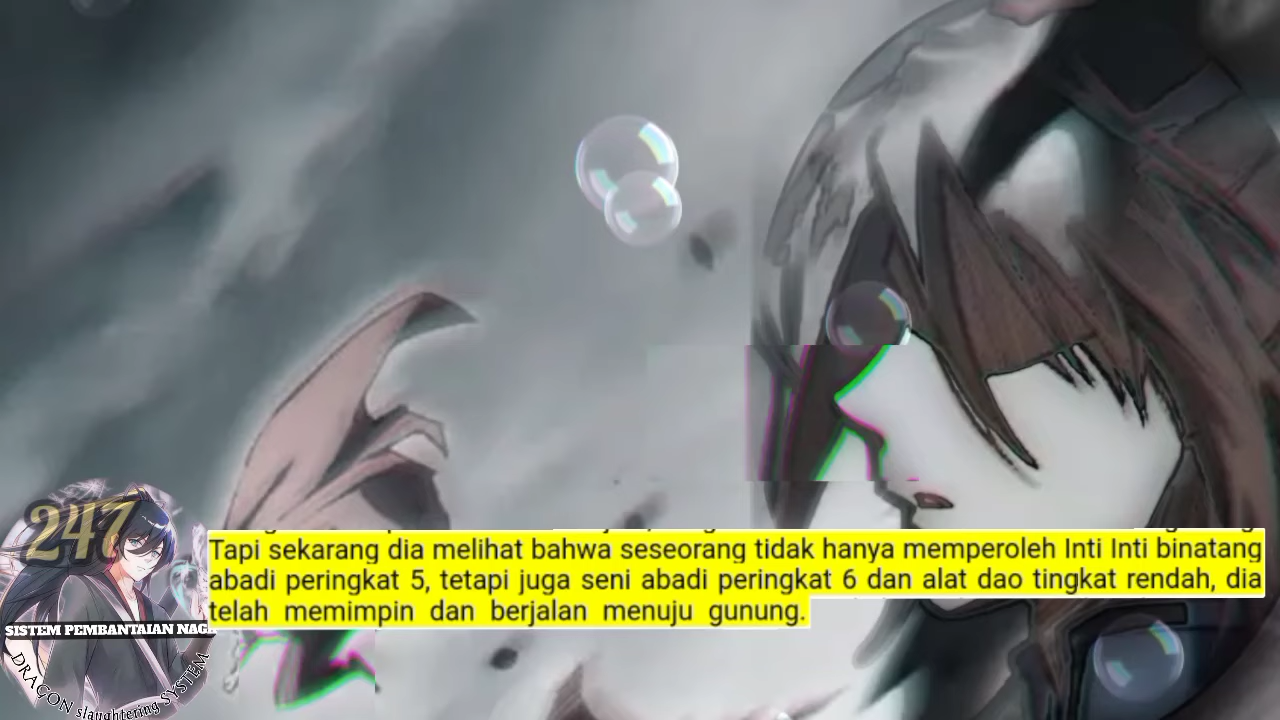 247
Tapi sekarang dia melihat bahwa seseorang tidak hanya memperoleh Inti Inti binatang
abadi peringkat 5, tetapi juga seni abadi peringkat 6 dan alat dao tingkat rendah, dia
telah memimpin dan berjalan menuju gunung.
SISTEM PEMBANTAIAN NAGA
DRAGON slaughtering SYSTEM